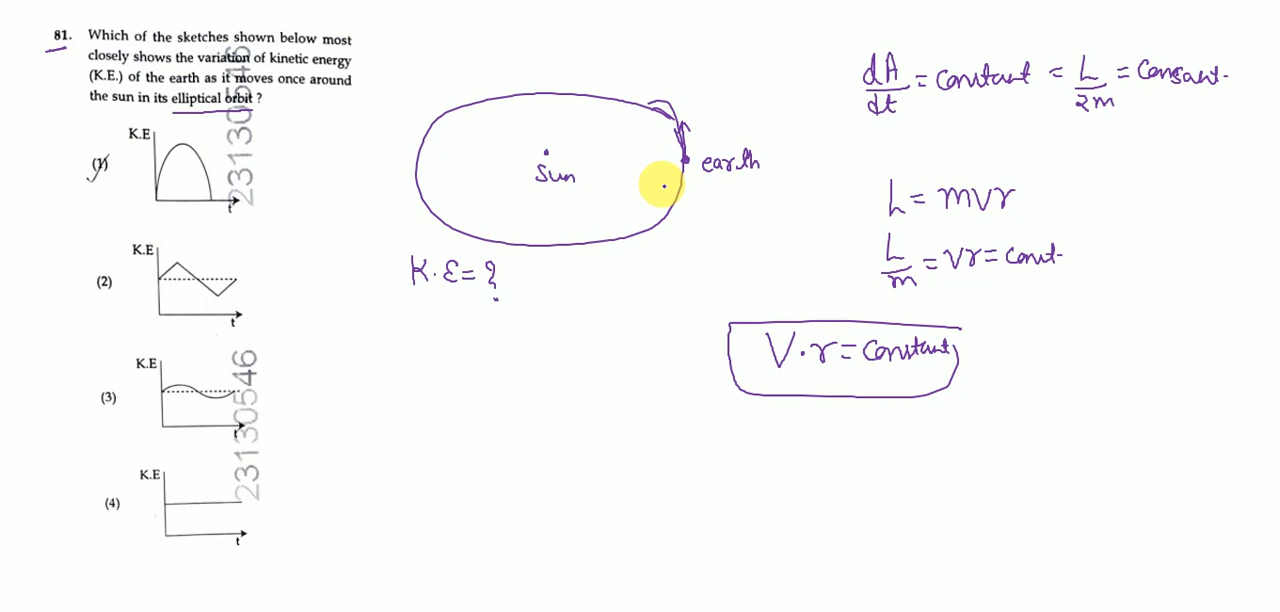 81. Which of the sketches shown below most
closely shows the variation of kinetic energy
(K.E.) of the earth as it moves once around
the sun in its elliptical orbit ?
K.E
(1)
t
K.E
(2)
t
K.E
(3)
t
K.E
(4)
t
23130546
23130546
Sun
earth
K.E = ?
dA/dt = Constant = L/2m = Consant.
L = mvr
L/m = vr = Const.
V.r = Constant